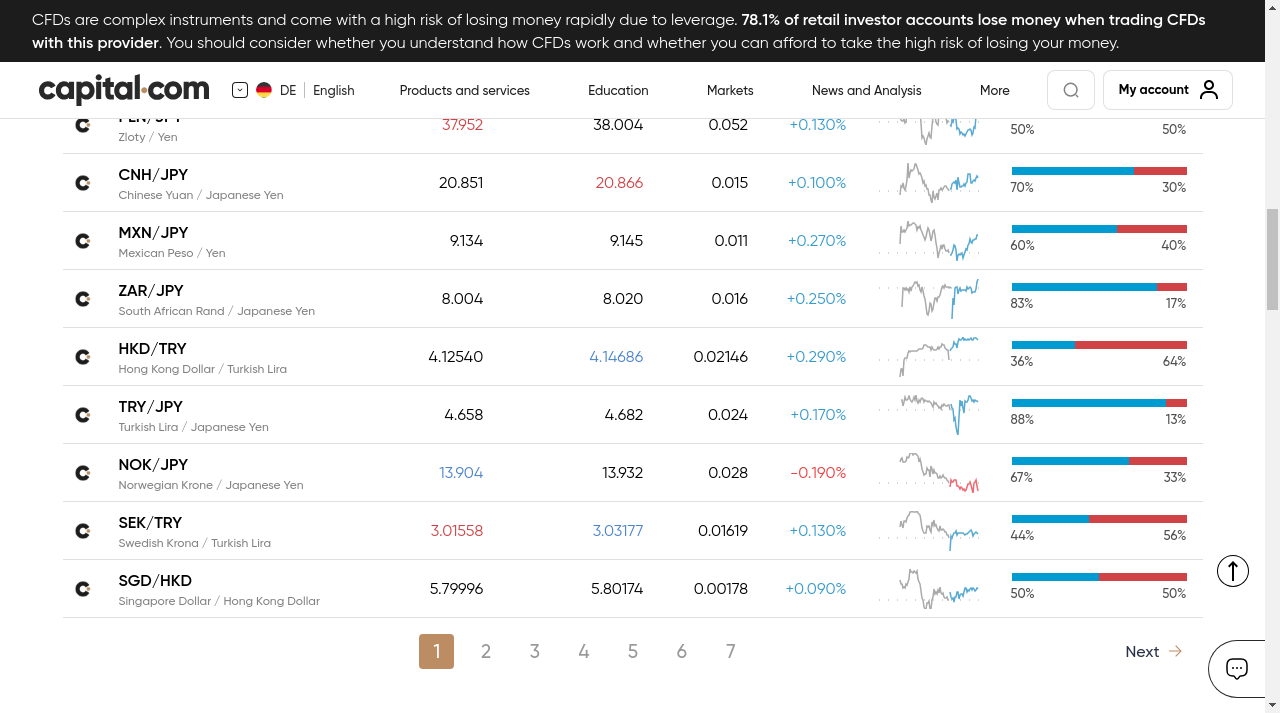 CFDs are complex instruments and come with a high risk of losing money rapidly due to leverage. 78.1% of retail investor accounts lose money when trading CFDs
with this provider. You should consider whether you understand how CFDs work and whether you can afford to take the high risk of losing your money.
capital.com DE English Products and services Education Markets News and Analysis More My account
PLN/JPY
Zloty / Yen 37.952 38.004 0.052 +0.130% 50% 50%
CNH/JPY
Chinese Yuan / Japanese Yen 20.851 20.866 0.015 +0.100% 70% 30%
MXN/JPY
Mexican Peso / Yen 9.134 9.145 0.011 +0.270% 60% 40%
ZAR/JPY
South African Rand / Japanese Yen 8.004 8.020 0.016 +0.250% 83% 17%
HKD/TRY
Hong Kong Dollar / Turkish Lira 4.12540 4.14686 0.02146 +0.290% 36% 64%
TRY/JPY
Turkish Lira / Japanese Yen 4.658 4.682 0.024 +0.170% 88% 13%
NOK/JPY
Norwegian Krone / Japanese Yen 13.904 13.932 0.028 -0.190% 67% 33%
SEK/TRY
Swedish Krona / Turkish Lira 3.01558 3.03177 0.01619 +0.130% 44% 56%
SGD/HKD
Singapore Dollar / Hong Kong Dollar 5.79996 5.80174 0.00178 +0.090% 50% 50%
1 2 3 4 5 6 7 Next